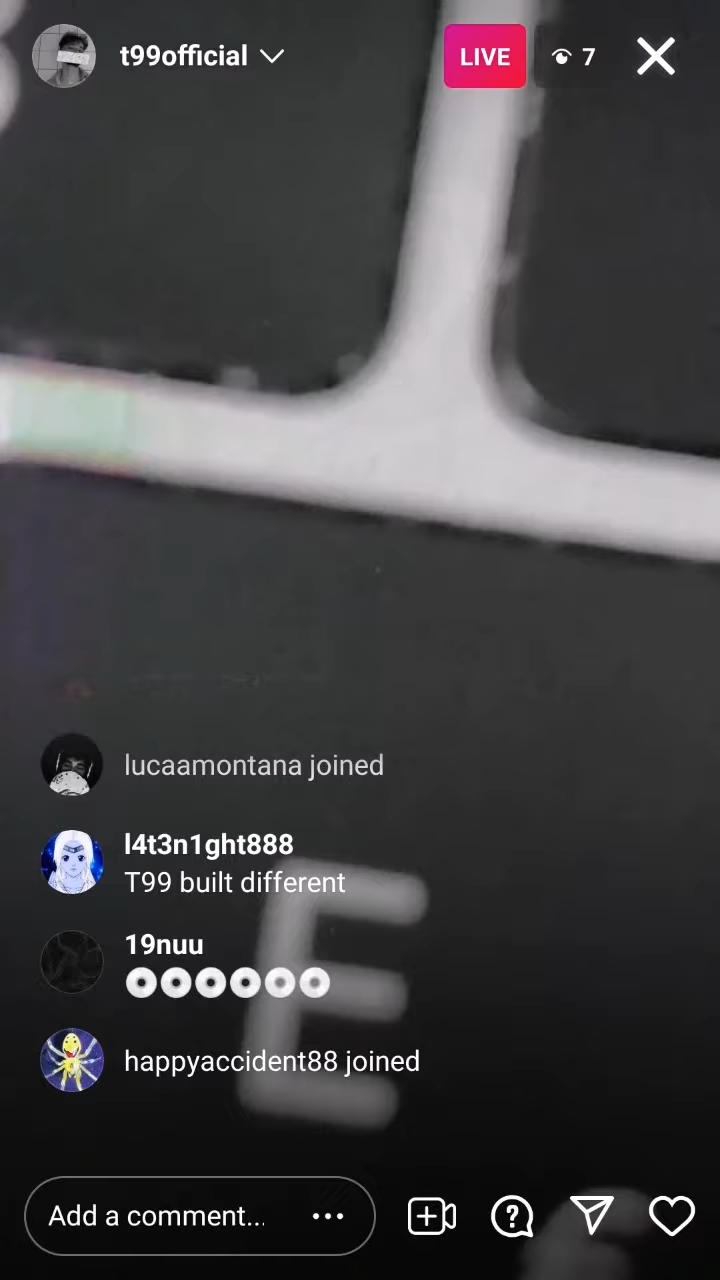 t99official
LIVE
7
lucaamontana joined
l4t3n1ght888
T99 built different
19nuu
happyaccident88 joined
E
Add a comment...